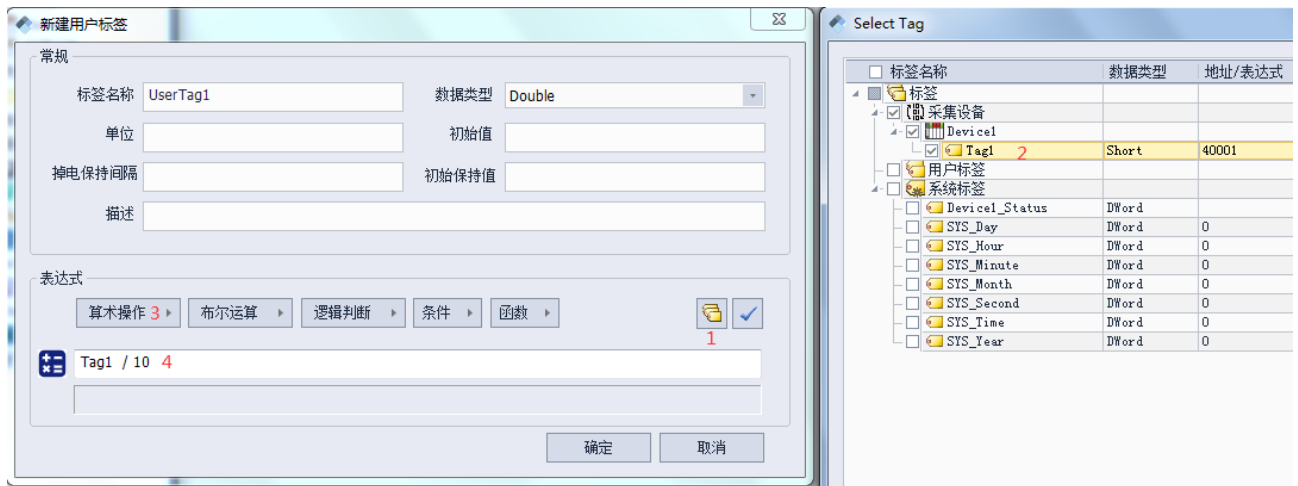 新建用户标签
常规
标签名称 UserTag1 数据类型 Double
单位 初始值
掉电保持间隔 初始保持值
描述
表达式
算术操作 3 布尔运算 逻辑判断 条件 函数
1
Tag1 / 10 4
确定 取消
Select Tag
标签名称 数据类型 地址/表达式
标签
采集设备
Device1
Tag1 2 Short 40001
用户标签
系统标签
Device1_Status DWord
SYS_Day DWord 0
SYS_Hour DWord 0
SYS_Minute DWord 0
SYS_Month DWord 0
SYS_Second DWord 0
SYS_Time DWord 0
SYS_Year DWord 0